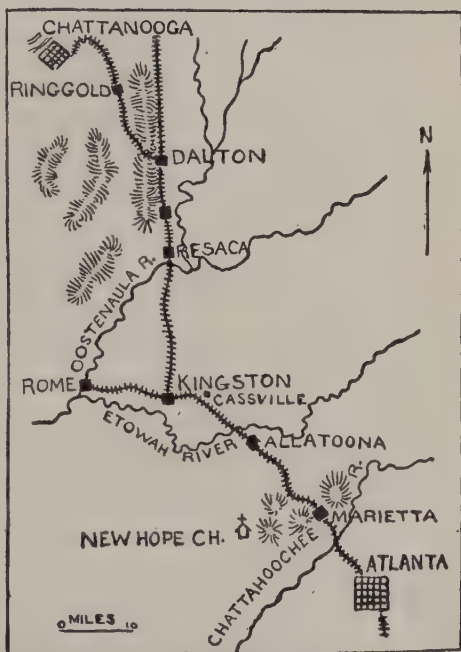 CHATTANOOGA
RINGGOLD
N
DALTON
RESACA
OOSTENAULA R.
ROME
KINGSTON
CASSVILLE
ETOWAH RIVER
ALLATOONA
R.
MARIETTA
NEW HOPE CH.
CHATTAHOOCHEE
ATLANTA
0 MILES 10